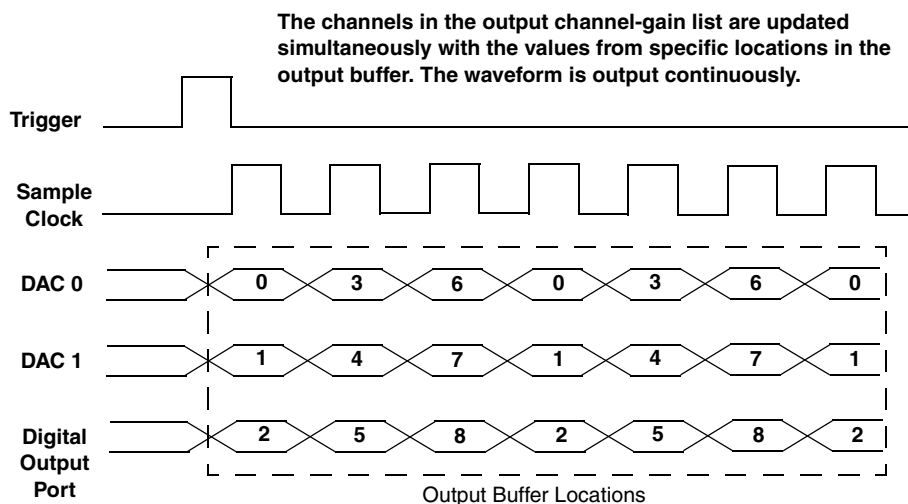 The channels in the output channel-gain list are updated
simultaneously with the values from specific locations in the
output buffer. The waveform is output continuously.
Trigger
Sample
Clock
DAC 0
0 3 6 0 3 6 0
DAC 1
1 4 7 1 4 7 1
Digital
Output
Port
2 5 8 2 5 8 2
Output Buffer Locations